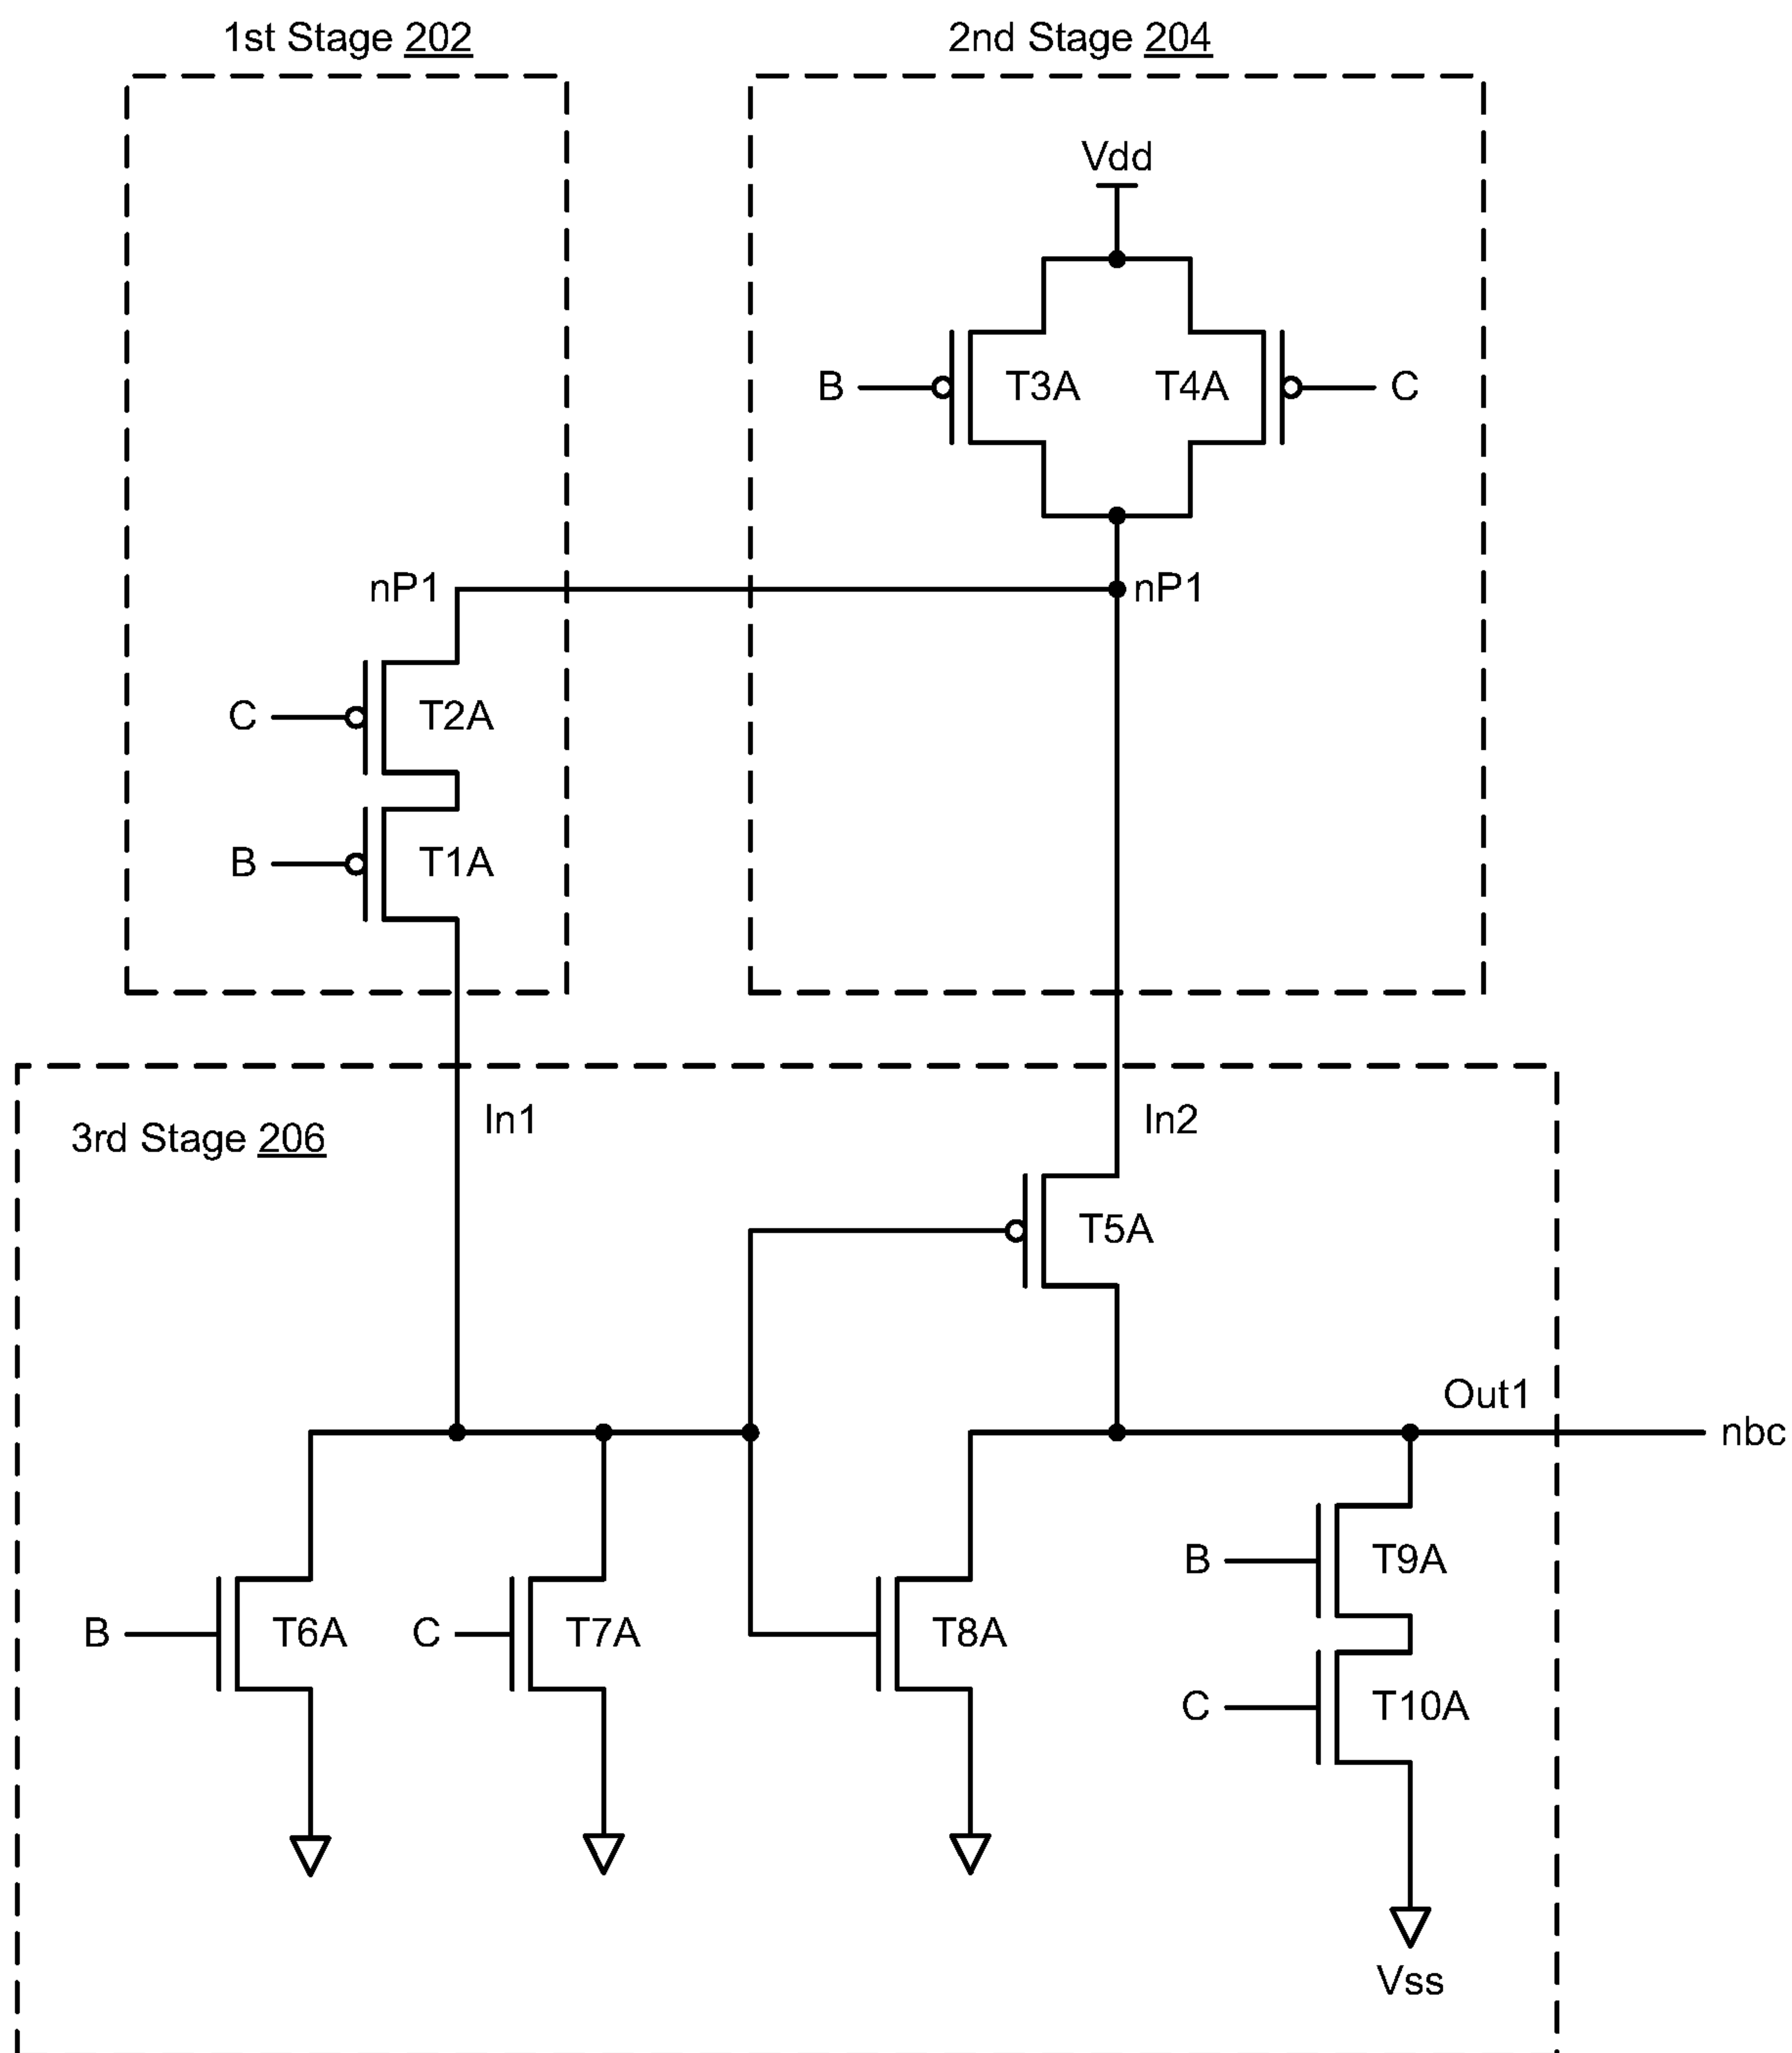 1st Stage 202
2nd Stage 204
Vdd
B
T3A
T4A
C
nP1
nP1
C
T2A
B
T1A
In1
In2
3rd Stage 206
T5A
Out1
nbc
B
T9A
B
T6A
C
T7A
T8A
C
T10A
Vss